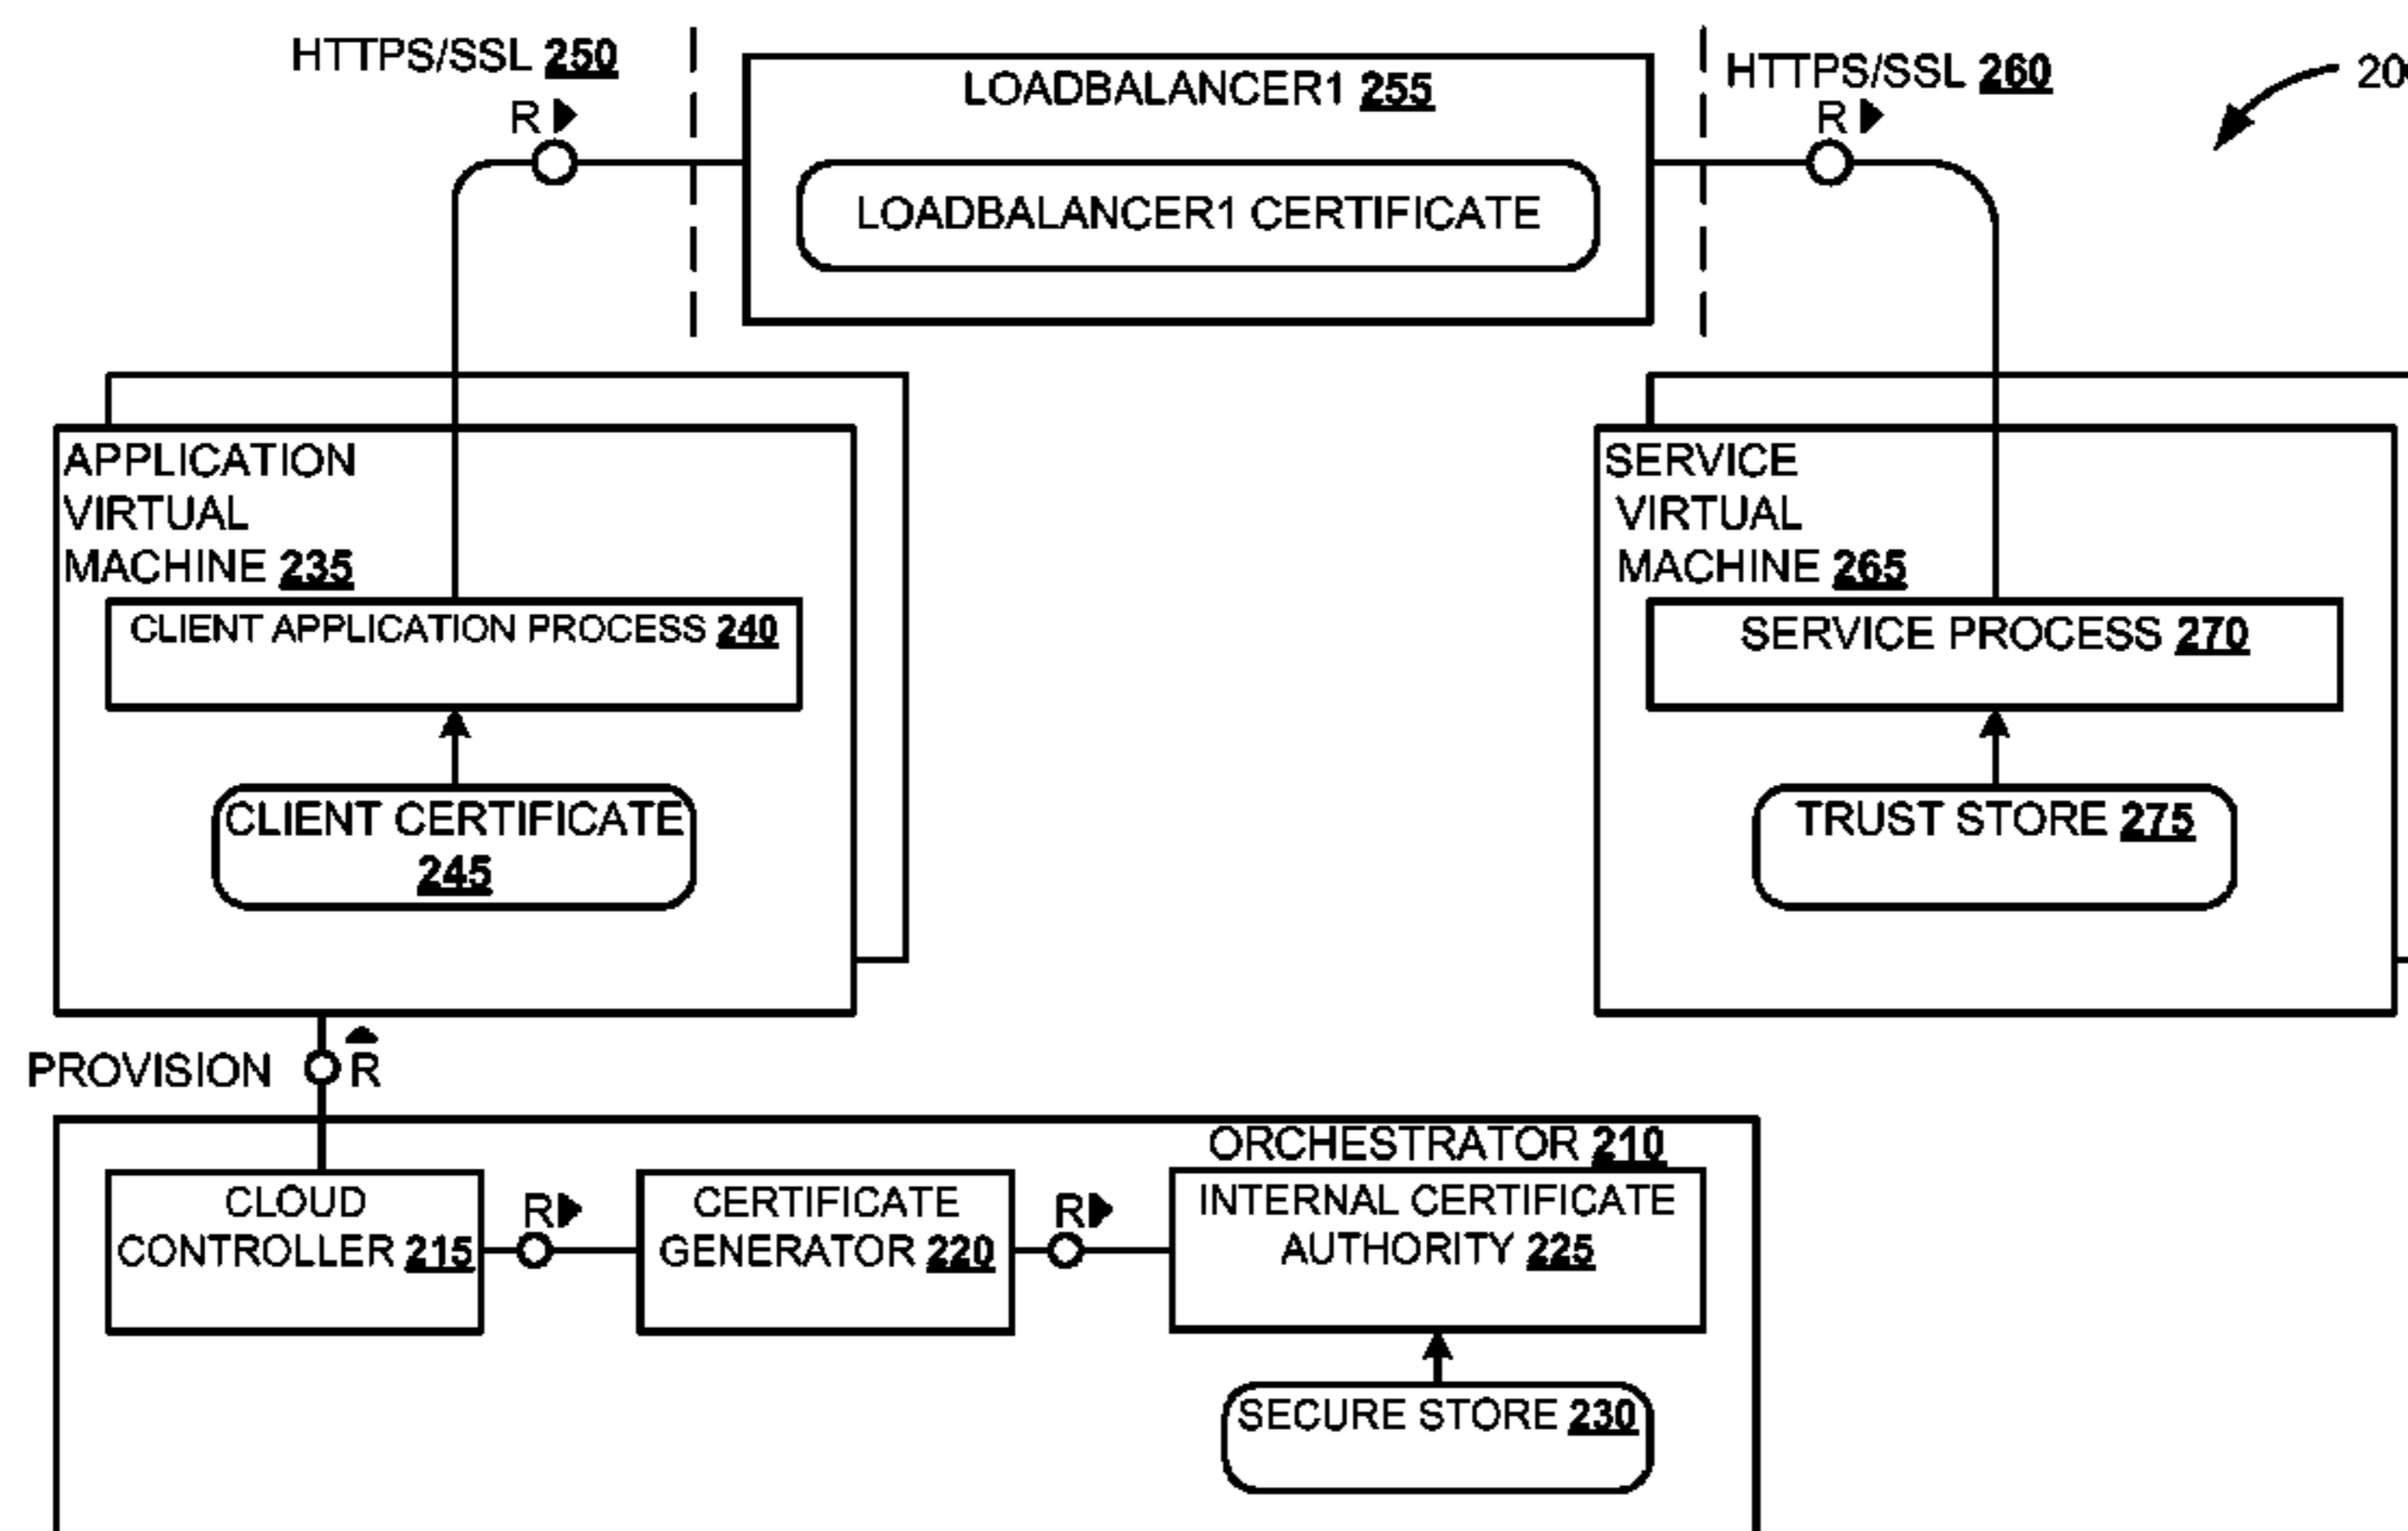 HTTPS/SSL 250
R
LOADBALANCER1 255
LOADBALANCER1 CERTIFICATE
HTTPS/SSL 260
R
APPLICATION
VIRTUAL
MACHINE 235
CLIENT APPLICATION PROCESS 240
CLIENT CERTIFICATE
245
SERVICE
VIRTUAL
MACHINE 265
SERVICE PROCESS 270
TRUST STORE 275
PROVISION
R
ORCHESTRATOR 210
CLOUD
CONTROLLER 215
R
CERTIFICATE
GENERATOR 220
R
INTERNAL CERTIFICATE
AUTHORITY 225
SECURE STORE 230